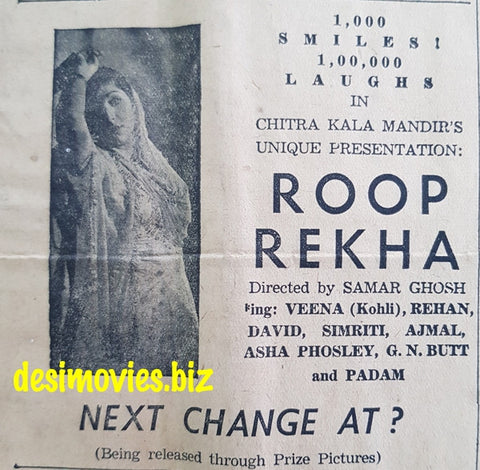 1,000
SMILES!
1,00,000
LAUGHS
IN
CHITRA KALA MANDIR'S
UNIQUE PRESENTATION:
ROOP
REKHA
Directed by SAMAR GHOSH
*ing: VEENA (Kohli), REHAN,
DAVID, SIMRITI, AJMAL,
ASHA PHOSLEY, G. N. BUTT
and PADAM
desimovies.biz
NEXT CHANGE AT ?
(Being released through Prize Pictures)